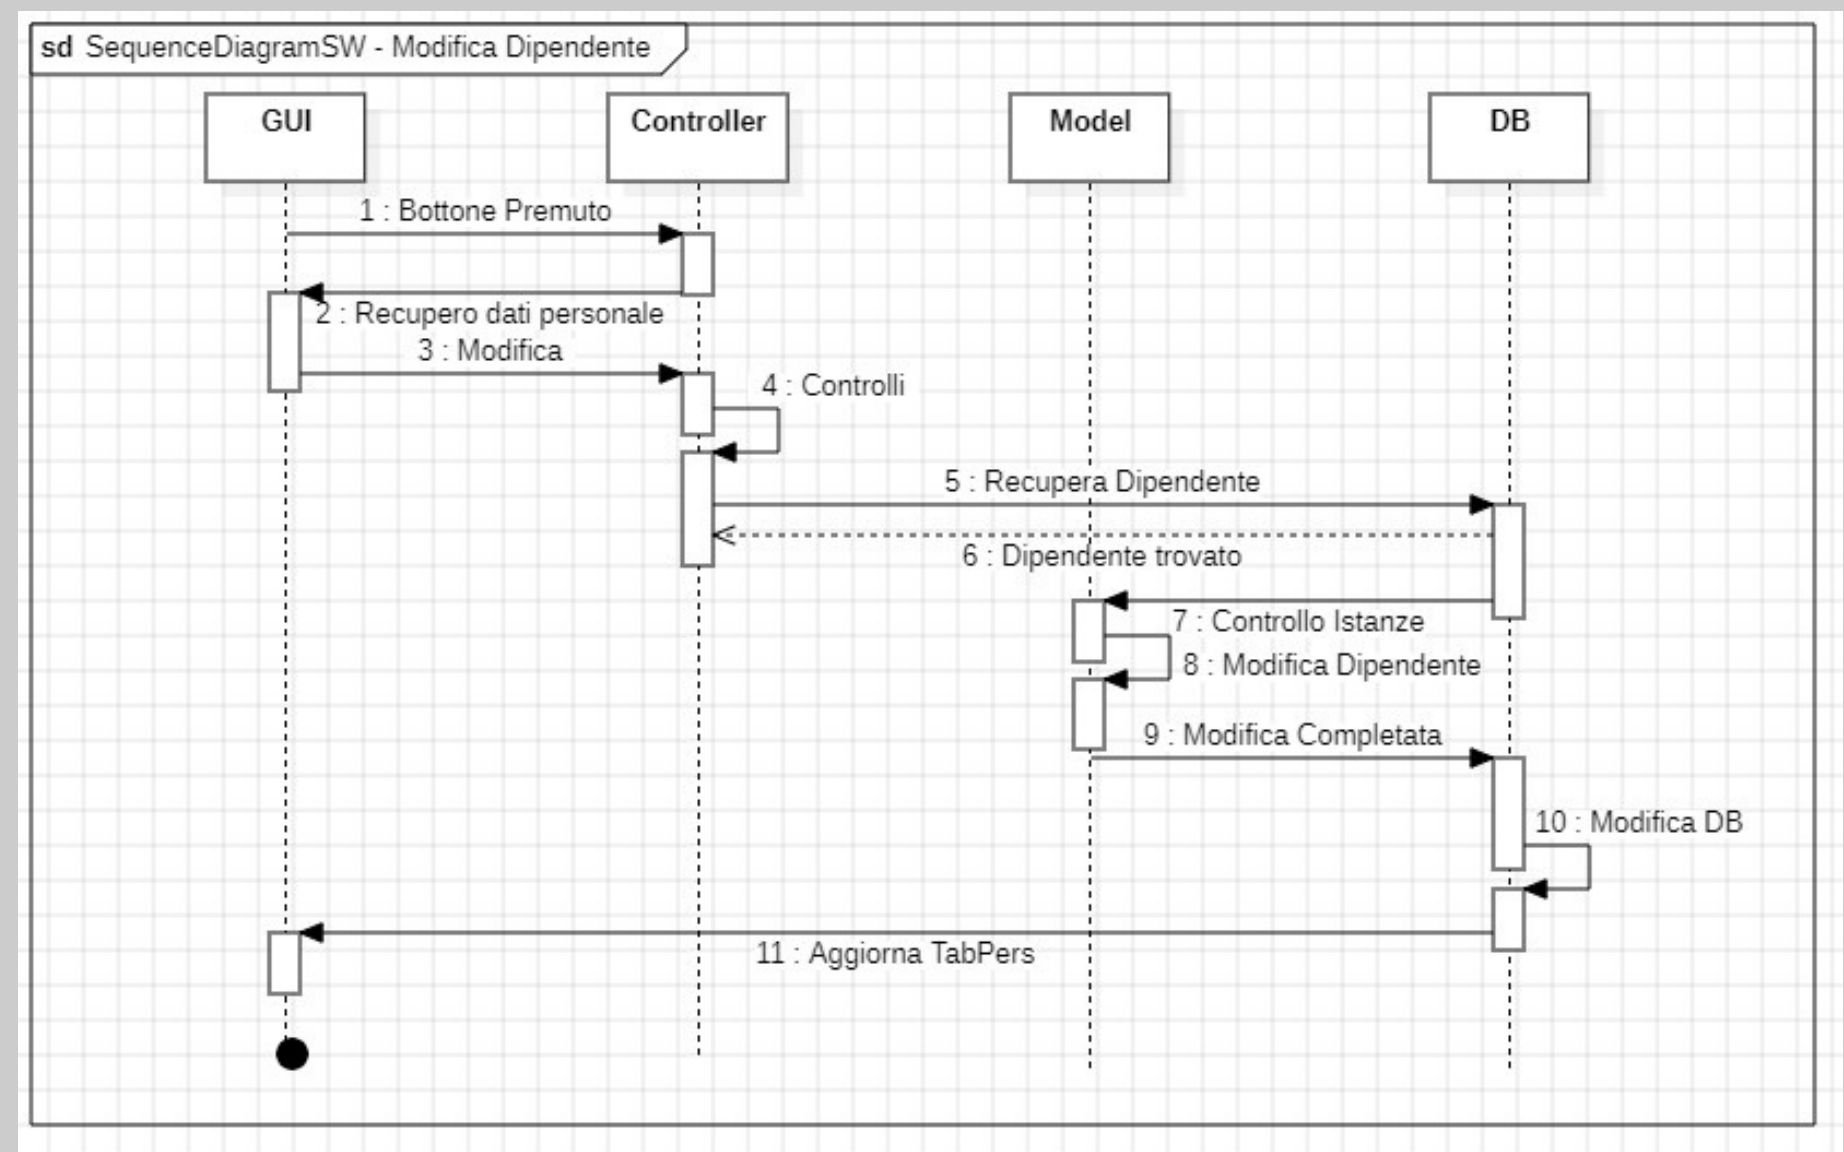 sd SequenceDiagramSW - Modifica Dipendente
GUI
Controller
Model
DB
1 : Bottone Premuto
2 : Recupero dati personale
3 : Modifica
4 : Controlli
5 : Recupera Dipendente
6 : Dipendente trovato
7 : Controllo Istanze
8 : Modifica Dipendente
9 : Modifica Completata
10 : Modifica DB
11 : Aggiorna TabPers